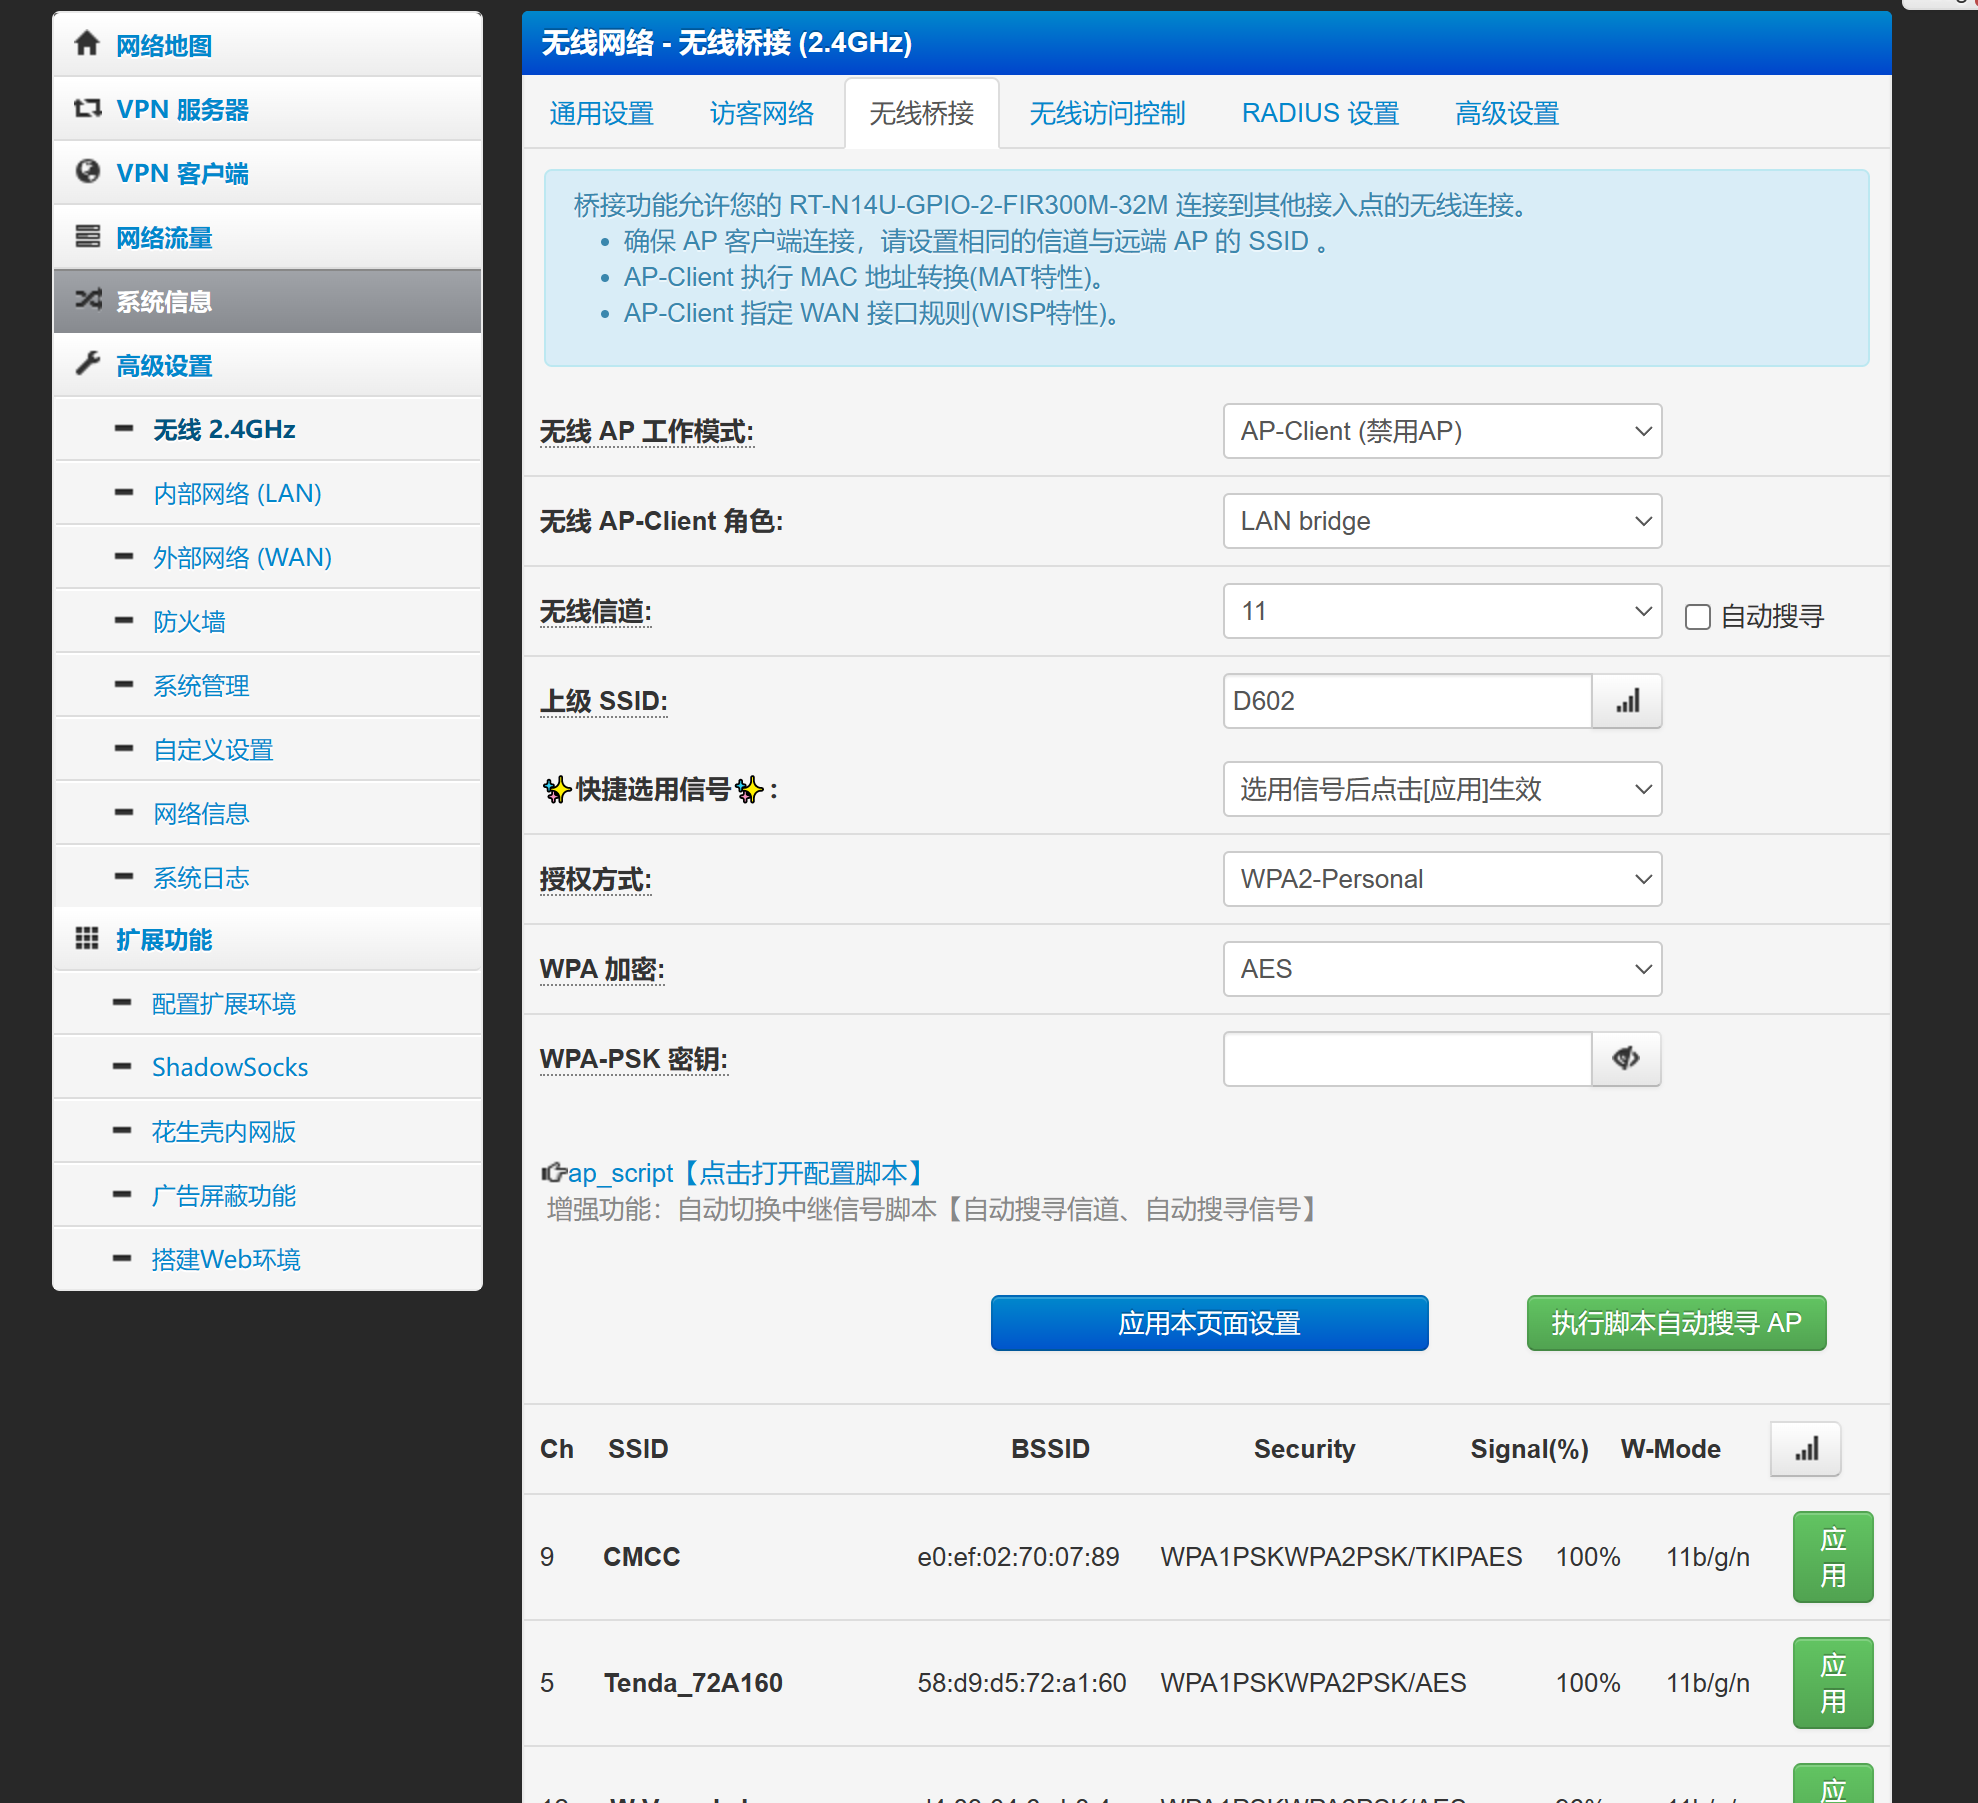 网络地图
VPN 服务器
VPN 客户端
网络流量
系统信息
高级设置
无线 2.4GHz
内部网络 (LAN)
外部网络 (WAN)
防火墙
系统管理
自定义设置
网络信息
系统日志
扩展功能
配置扩展环境
ShadowSocks
花生壳内网版
广告屏蔽功能
搭建Web环境
无线网络 - 无线桥接 (2.4GHz)
通用设置 访客网络 无线桥接 无线访问控制 RADIUS 设置 高级设置
桥接功能允许您的 RT-N14U-GPIO-2-FIR300M-32M 连接到其他接入点的无线连接。
• 确保 AP 客户端连接，请设置相同的信道与远端 AP 的 SSID 。
• AP-Client 执行 MAC 地址转换(MAT特性)。
• AP-Client 指定 WAN 接口规则(WISP特性)。
无线 AP 工作模式: AP-Client (禁用AP)
无线 AP-Client 角色: LAN bridge
无线信道: 11 自动搜寻
上级 SSID: D602
✨快捷选用信号✨: 选用信号后点击[应用]生效
授权方式: WPA2-Personal
WPA 加密: AES
WPA-PSK 密钥:
ap_script【点击打开配置脚本】
增强功能：自动切换中继信号脚本【自动搜寻信道、自动搜寻信号】
应用本页面设置 执行脚本自动搜寻 AP
Ch SSID BSSID Security Signal(%) W-Mode
9 CMCC e0:ef:02:70:07:89 WPA1PSKWPA2PSK/TKIPAES 100% 11b/g/n 应用
5 Tenda_72A160 58:d9:d5:72:a1:60 WPA1PSKWPA2PSK/AES 100% 11b/g/n 应用
应